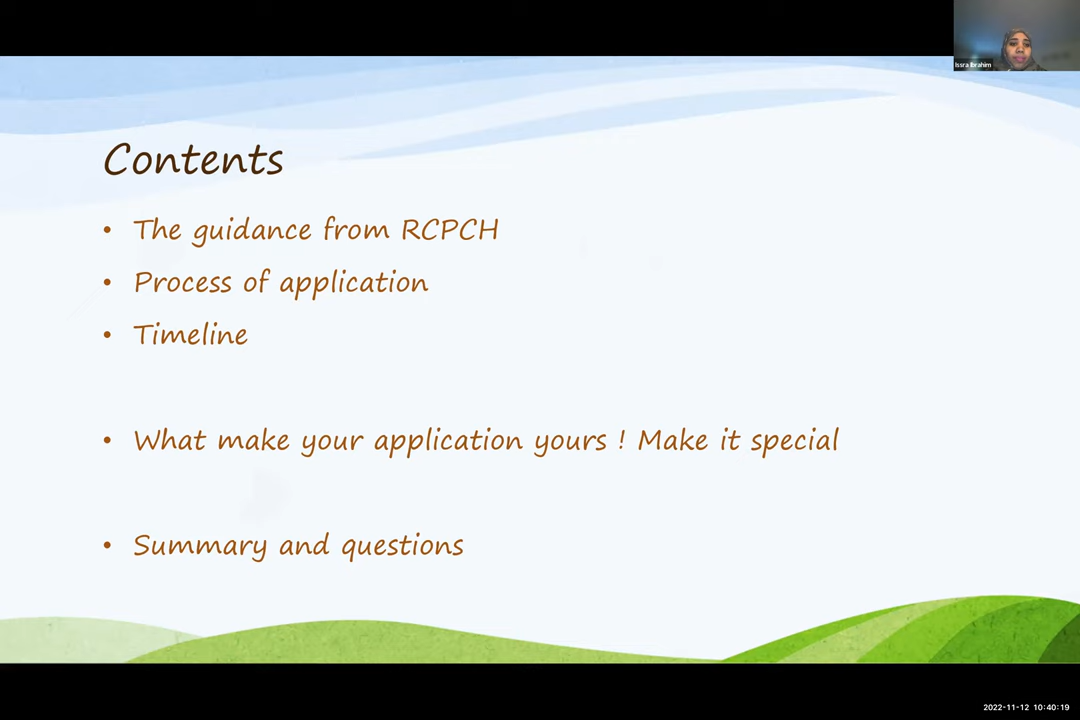 Issra Ibrahim
Contents
• The guidance from RCPCH
• Process of application
• Timeline
• What make your application yours ! Make it special
• Summary and questions
2022-11-12 10:40:19